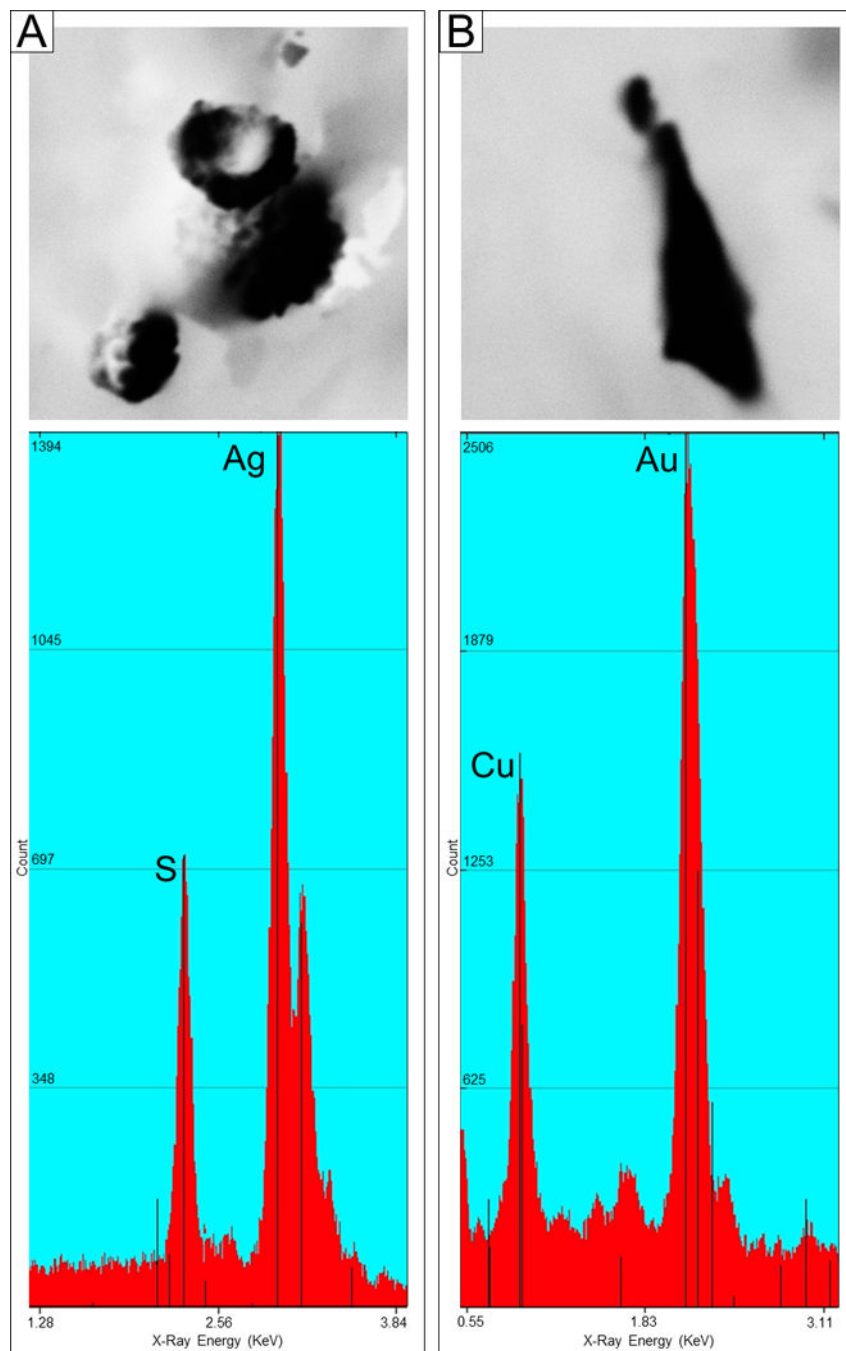 A
B
1394
Ag
1045
S
697
348
Count
1.28
2.56
3.84
X-Ray Energy (KeV)
2506
Au
1879
Cu
1253
625
Count
0.55
1.83
3.11
X-Ray Energy (KeV)